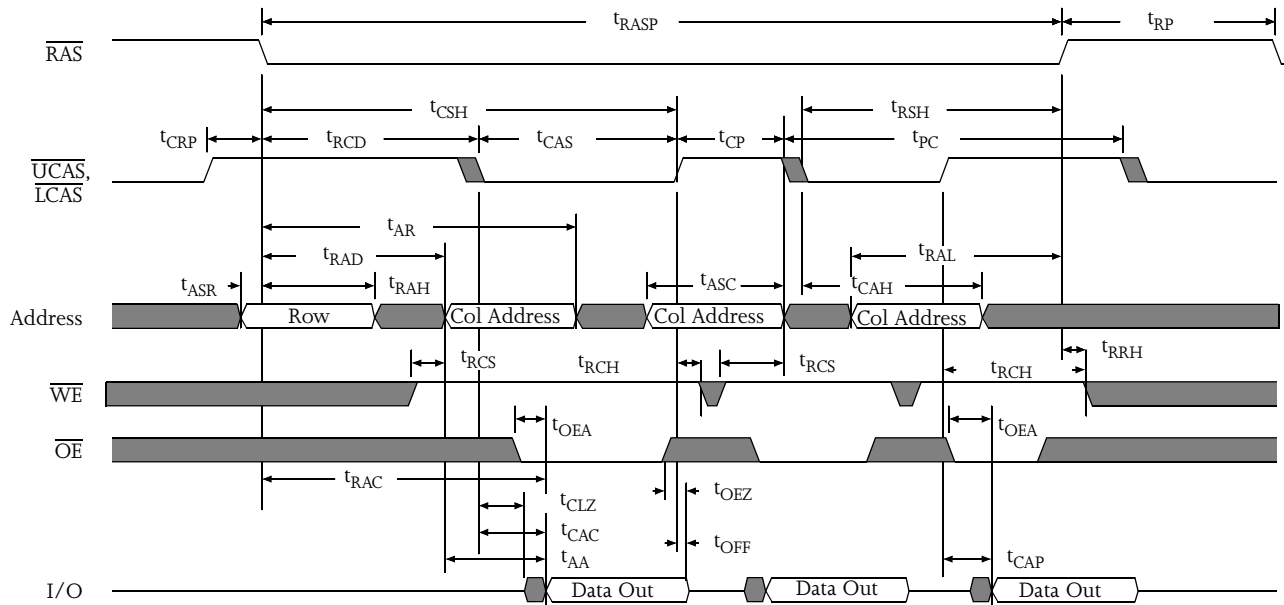 tRASP tRP
RAS
tCSH tRSH
tCRP tRCD tCAS tCP tPC
UCAS,
LCAS
tAR
tRAD tRAL
tASR tRAH tASC tCAH
Address Row Col Address Col Address Col Address
tRCS tRCH tRCS tRCH tRRH
WE
tOEA tOEA
OE
tRAC tCLZ tOEZ
tCAC tOFF
tAA tCAP
I/O Data Out Data Out Data Out